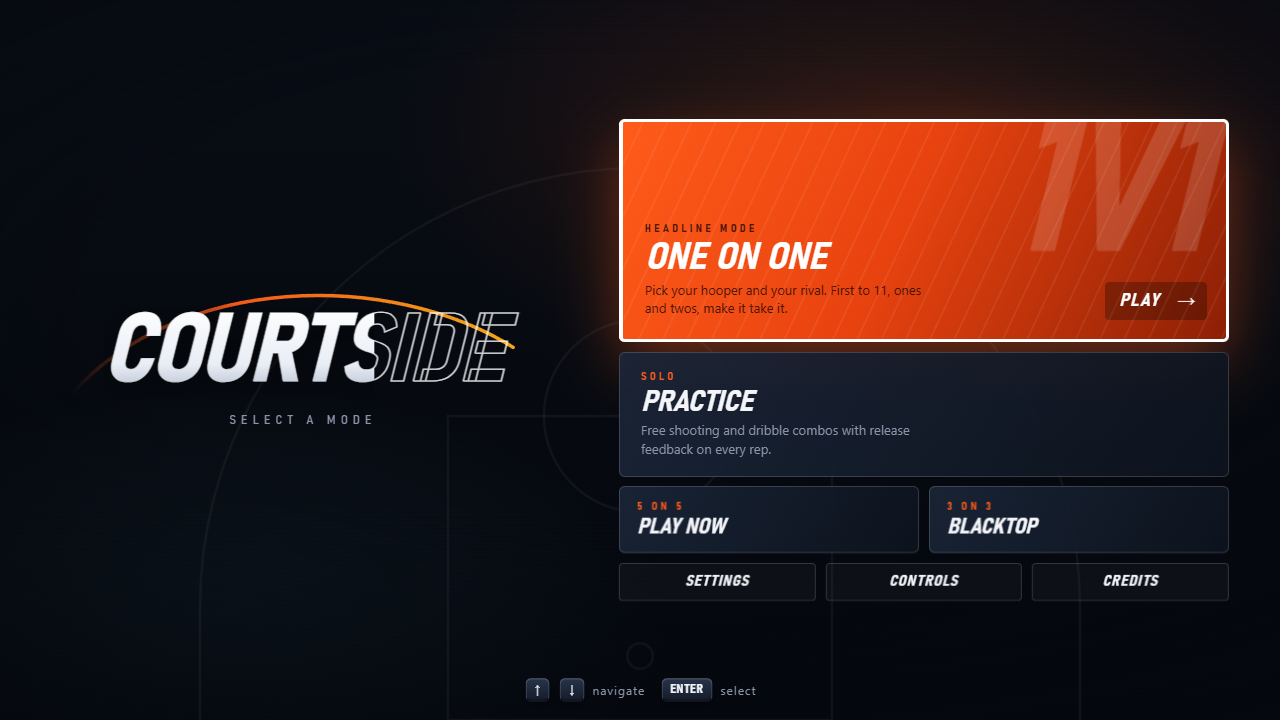 COURTSIDE
SELECT A MODE
1V1
HEADLINE MODE
ONE ON ONE
Pick your hooper and your rival. First to 11, ones
and twos, make it take it.
PLAY →
SOLO
PRACTICE
Free shooting and dribble combos with release
feedback on every rep.
5 ON 5
PLAY NOW
3 ON 3
BLACKTOP
SETTINGS
CONTROLS
CREDITS
↑ ↓ navigate ENTER select